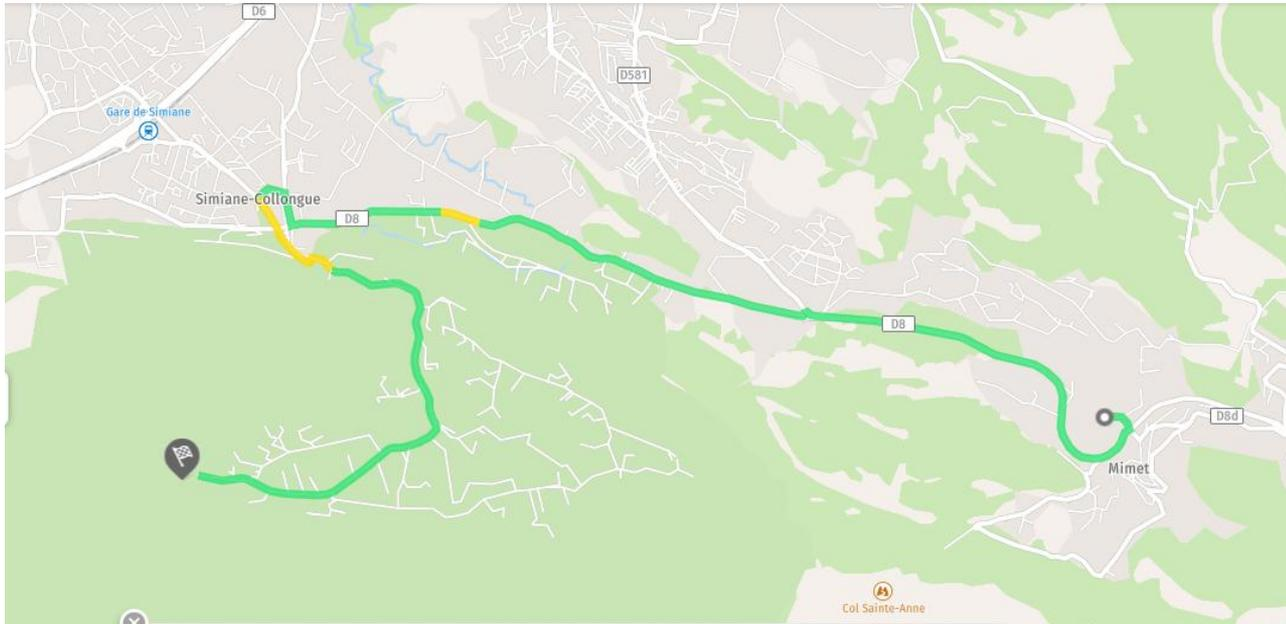 D6
D581
Gare de Simiane
Simiane-Collongue
D8
D8
D8d
Mimet
Col Sainte-Anne